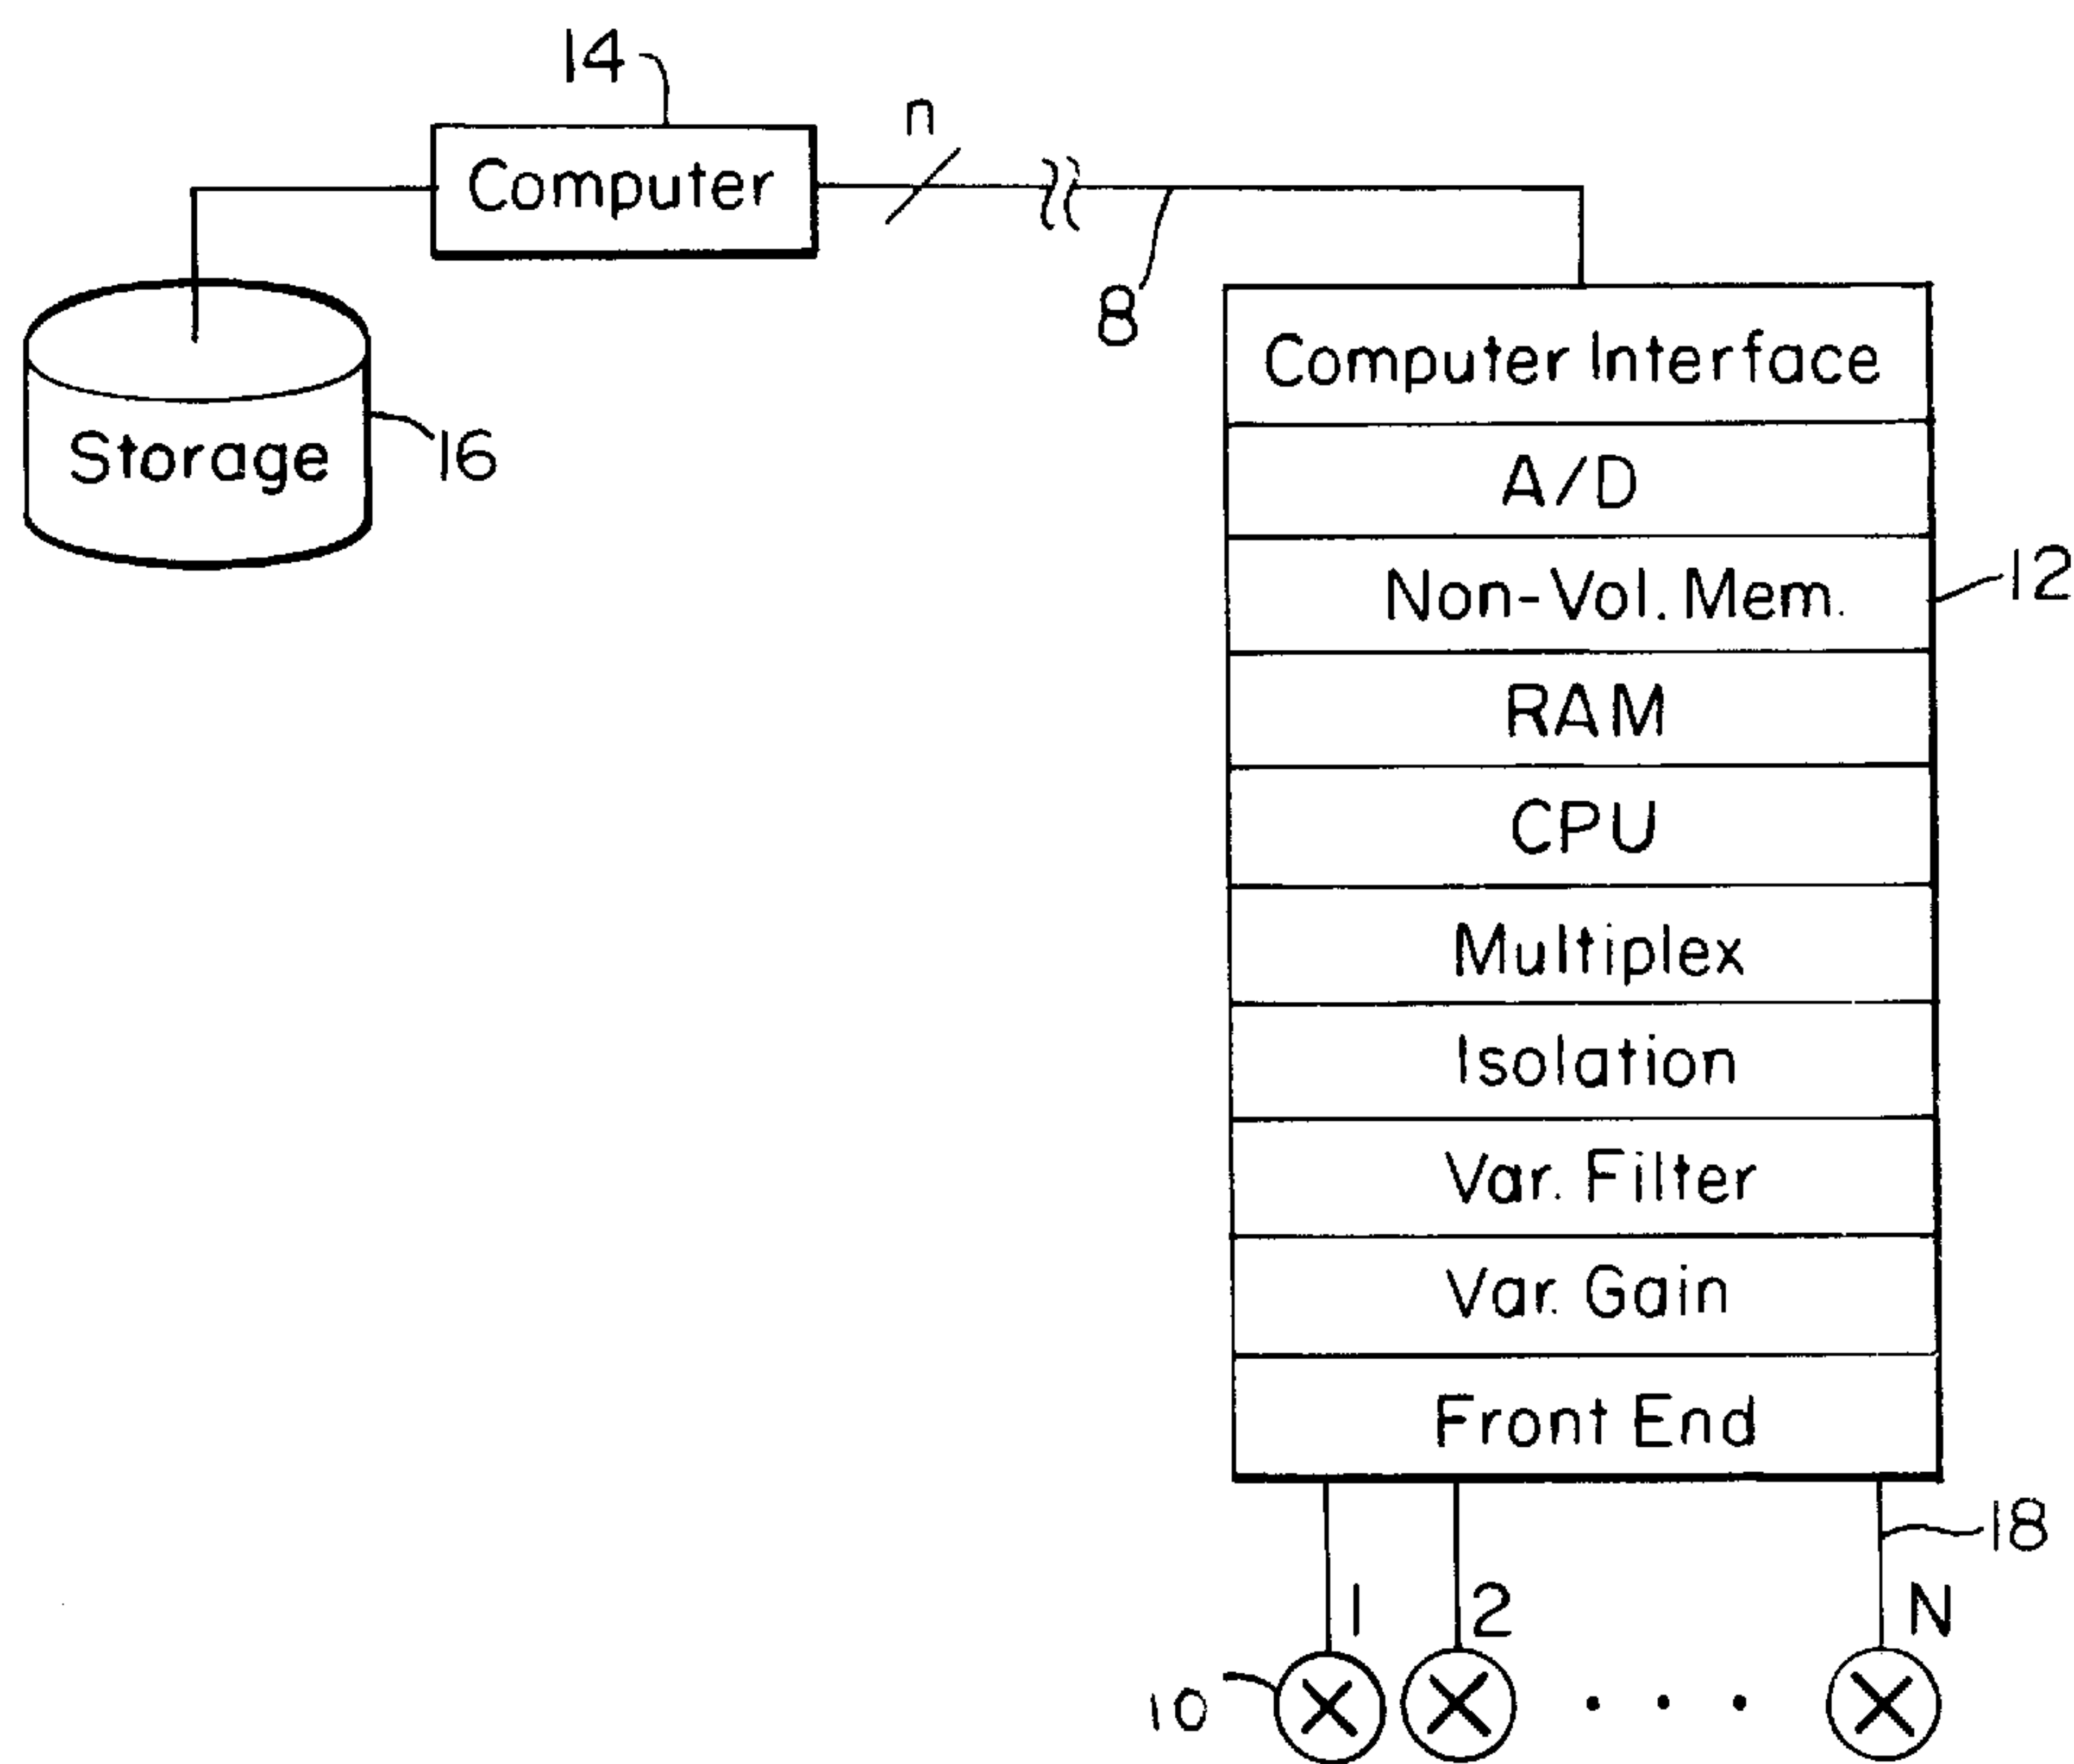 14
n
Computer
8
Storage
16
Computer Interface
A/D
Non-Vol. Mem.
12
RAM
CPU
Multiplex
Isolation
Var. Filter
Var. Gain
Front End
18
1
2
N
10